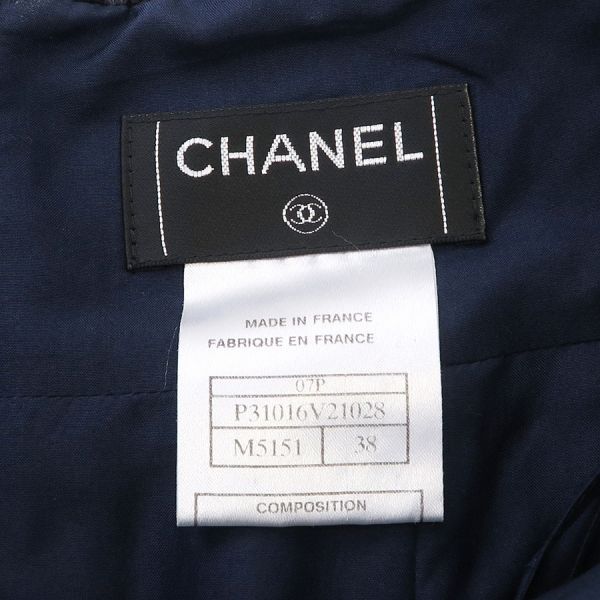 CHANEL
MADE IN FRANCE
FABRIQUE EN FRANCE
07P
P31016V21028
M5151 38
COMPOSITION